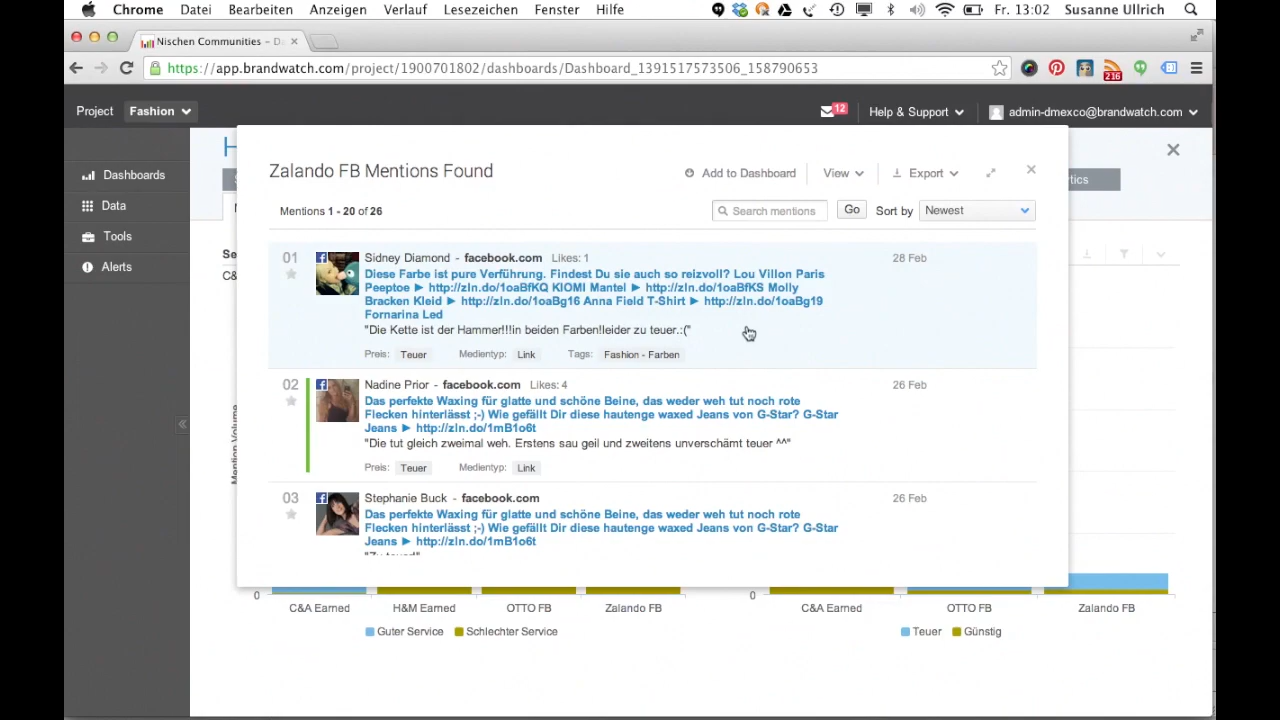 Chrome Datei Bearbeiten Anzeigen Verlauf Lesezeichen Fenster Hilfe Fr. 13:02 Susanne Ullrich
Nischen Communities – D
https://app.brandwatch.com/project/1900701802/dashboards/Dashboard_1391517573506_158790653
216
Project Fashion 12 Help & Support admin-dmexco@brandwatch.com
Dashboards
Data
Tools
Alerts
H
tics
Se
C&
Mention Volume
Zalando FB Mentions Found
Add to Dashboard View Export
Mentions 1 - 20 of 26 Search mentions Go Sort by Newest
01 Sidney Diamond - facebook.com Likes: 1 28 Feb
Diese Farbe ist pure Verführung. Findest Du sie auch so reizvoll? Lou Villon Paris
Peeptoe ► http://zln.do/1oaBfKQ KIOMI Mantel ► http://zln.do/1oaBfKS Molly
Bracken Kleid ► http://zln.do/1oaBg16 Anna Field T-Shirt ► http://zln.do/1oaBg19
Fornarina Led
"Die Kette ist der Hammer!!!in beiden Farben!leider zu teuer.:("
Preis: Teuer Medientyp: Link Tags: Fashion - Farben
02 Nadine Prior - facebook.com Likes: 4 26 Feb
Das perfekte Waxing für glatte und schöne Beine, das weder weh tut noch rote
Flecken hinterlässt ;-) Wie gefällt Dir diese hautenge waxed Jeans von G-Star? G-Star
Jeans ► http://zln.do/1mB1o6t
"Die tut gleich zweimal weh. Erstens sau geil und zweitens unverschämt teuer ^^"
Preis: Teuer Medientyp: Link
03 Stephanie Buck - facebook.com 26 Feb
Das perfekte Waxing für glatte und schöne Beine, das weder weh tut noch rote
Flecken hinterlässt ;-) Wie gefällt Dir diese hautenge waxed Jeans von G-Star? G-Star
Jeans ► http://zln.do/1mB1o6t
0 0
C&A Earned H&M Earned OTTO FB Zalando FB C&A Earned OTTO FB Zalando FB
Guter Service Schlechter Service Teuer Günstig